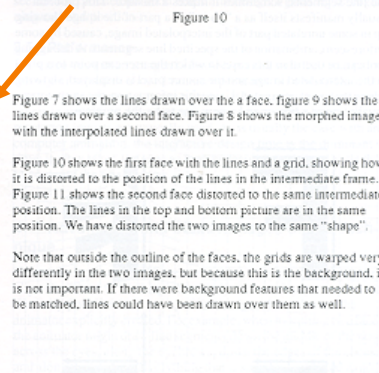 Figure 10
Figure 7 shows the lines drawn over the a face, figure 9 shows the
lines drawn over a second face. Figure 8 shows the morphed image
with the interpolated lines drawn over it.
Figure 10 shows the first face with the lines and a grid, showing how
it is distorted to the position of the lines in the intermediate frame.
Figure 11 shows the second face distorted to the same intermediate
position. The lines in the top and bottom picture are in the same
position. We have distorted the two images to the same "shape".
Note that outside the outline of the faces, the grids are warped very
differently in the two images, but because this is the background, i
is not important. If there were background features that needed to
be matched, lines could have been drawn over them as well.